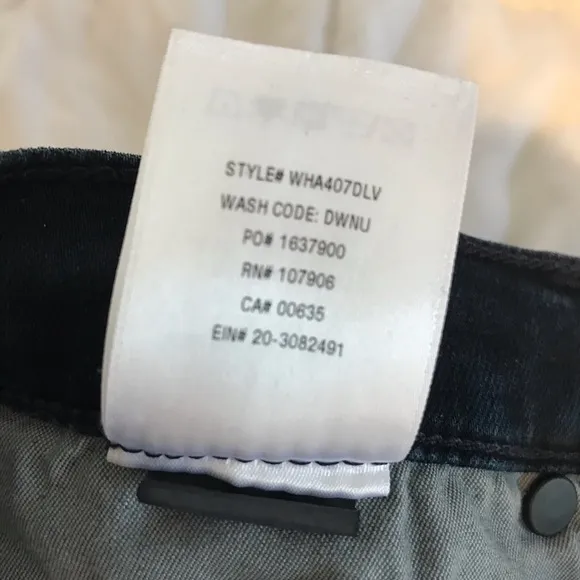 STYLE# WHA407DLV
WASH CODE: DWNU
PO# 1637900
RN# 107906
CA# 00635
EIN# 20-3082491